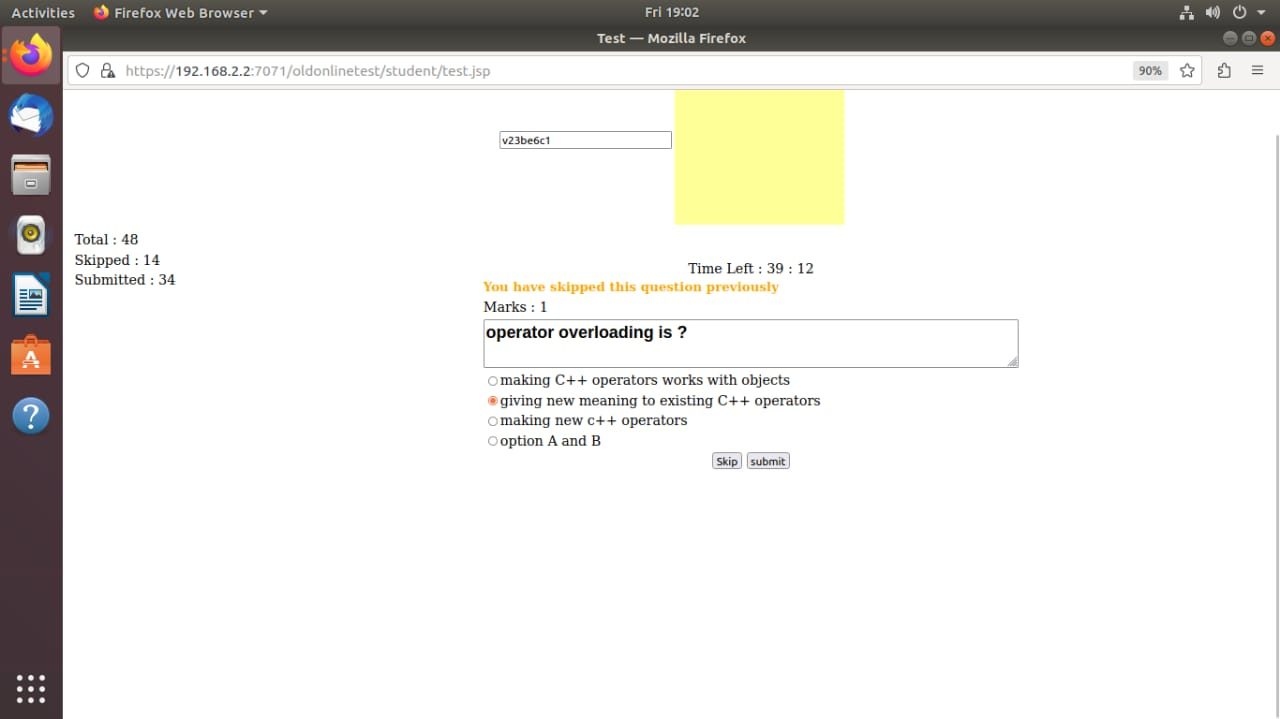 Activities
Firefox Web Browser
Fri 19:02
Test — Mozilla Firefox
https://192.168.2.2:7071/oldonlinetest/student/test.jsp
90%
v23be6c1
Total : 48
Skipped : 14
Submitted : 34
Time Left : 39 : 12
You have skipped this question previously
Marks : 1
operator overloading is ?
making C++ operators works with objects
giving new meaning to existing C++ operators
making new c++ operators
option A and B
Skip
submit